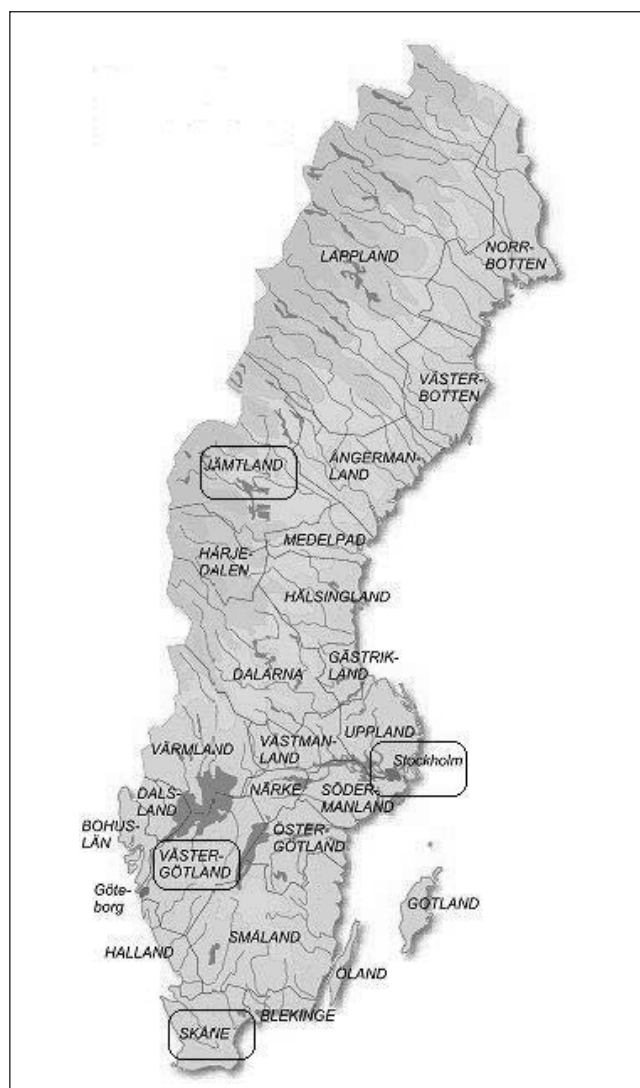 LAPPLAND
NORR-
BOTTEN
VÄSTER-
BOTTEN
JÄMTLAND
ÅNGERMAN-
LAND
MEDELPAD
HÄRJE-
DALEN
HÄLSINGLAND
GÄSTRIK-
LAND
DALARNA
UPPLAND
VÄRMLAND
VÄSTMAN-
LAND
Stockholm
DALS-
LAND
NÄRKE
SÖDER-
MANLAND
BOHUS-
LÄN
ÖSTER-
GÖTLAND
VÄSTER-
GÖTLAND
Göte-
borg
GOTLAND
SMÅLAND
HALLAND
ÖLAND
BLEKINGE
SKÅNE